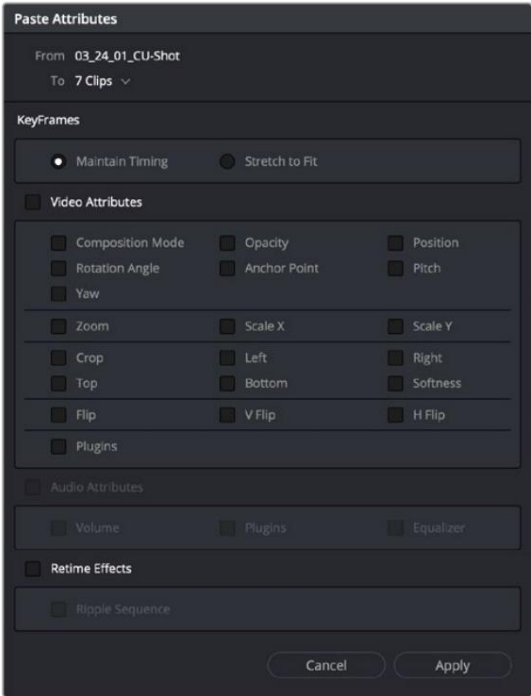 Paste Attributes
From 03_24_01_CU-Shot
To 7 Clips
KeyFrames
Maintain Timing Stretch to Fit
Video Attributes
Composition Mode Opacity Position
Rotation Angle Anchor Point Pitch
Yaw
Zoom Scale X Scale Y
Crop Left Right
Top Bottom Softness
Flip V Flip H Flip
Plugins
Audio Attributes
Volume Plugins Equalizer
Retime Effects
Ripple Sequence
Cancel Apply